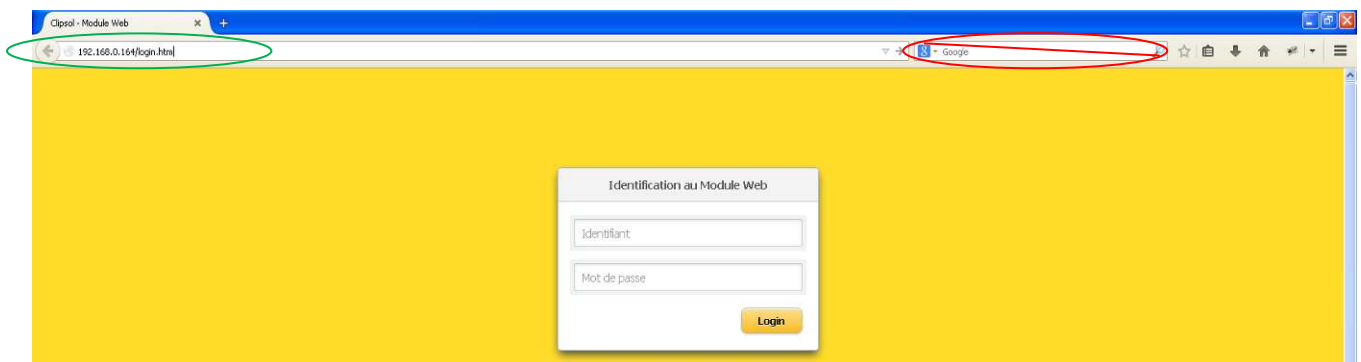 Clipsol - Module Web
192.168.0.164/login.htm
Google
Identification au Module Web
Identifiant
Mot de passe
Login